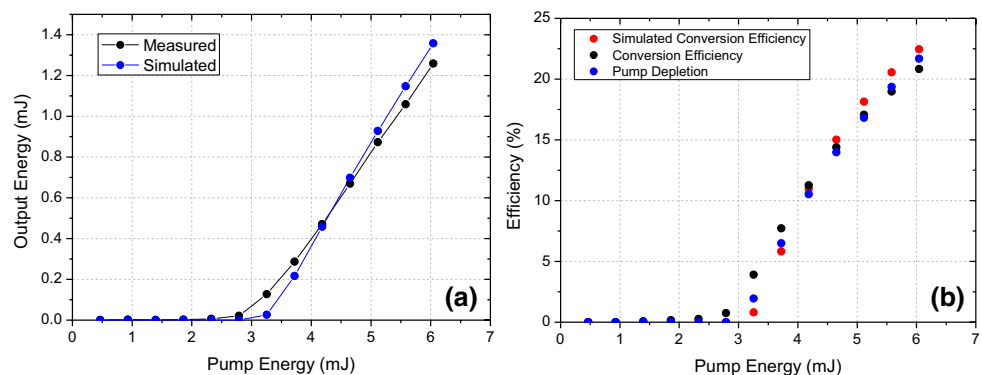 1.4
1.2
1.0
0.8
0.6
0.4
0.2
0.0
Output Energy (mJ)
Measured
Simulated
(a)
0 1 2 3 4 5 6 7
Pump Energy (mJ)
25
20
15
10
5
0
Efficiency (%)
Simulated Conversion Efficiency
Conversion Efficiency
Pump Depletion
(b)
0 1 2 3 4 5 6 7
Pump Energy (mJ)